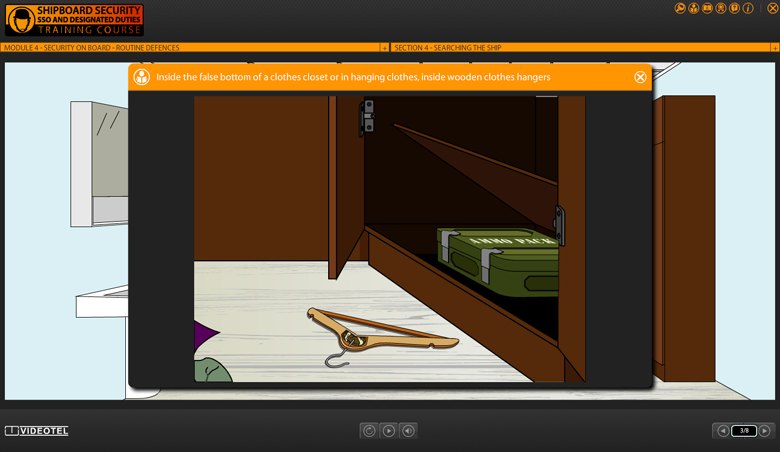 SHIPBOARD SECURITY
SSO AND DESIGNATED DUTIES
TRAINING COURSE
MODULE 4 - SECURITY ON BOARD - ROUTINE DEFENCES
SECTION 4 - SEARCHING THE SHIP
Inside the false bottom of a clothes closet or in hanging clothes, inside wooden clothes hangers
AMMO PACK
VIDEOTEL
3/8